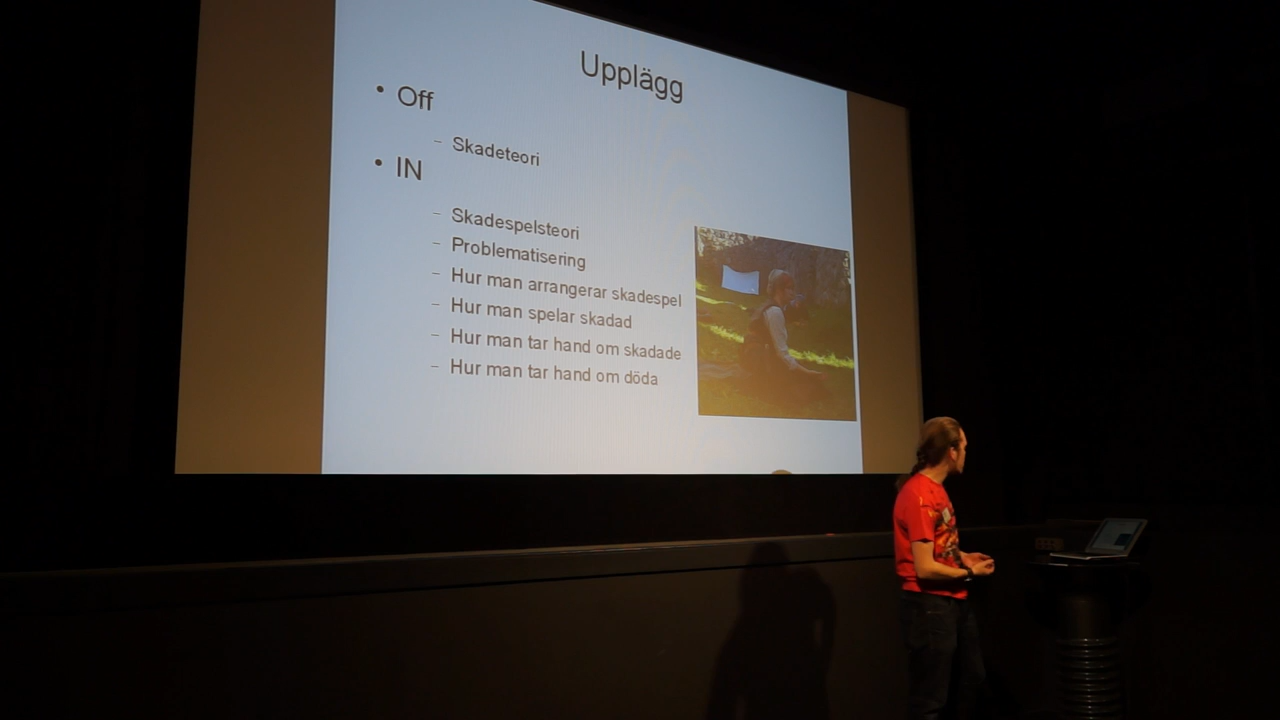 Upplägg
• Off
– Skadeteori
• IN
– Skadespelsteori
– Problematisering
– Hur man arrangerar skadespel
– Hur man spelar skadad
– Hur man tar hand om skadade
– Hur man tar hand om döda